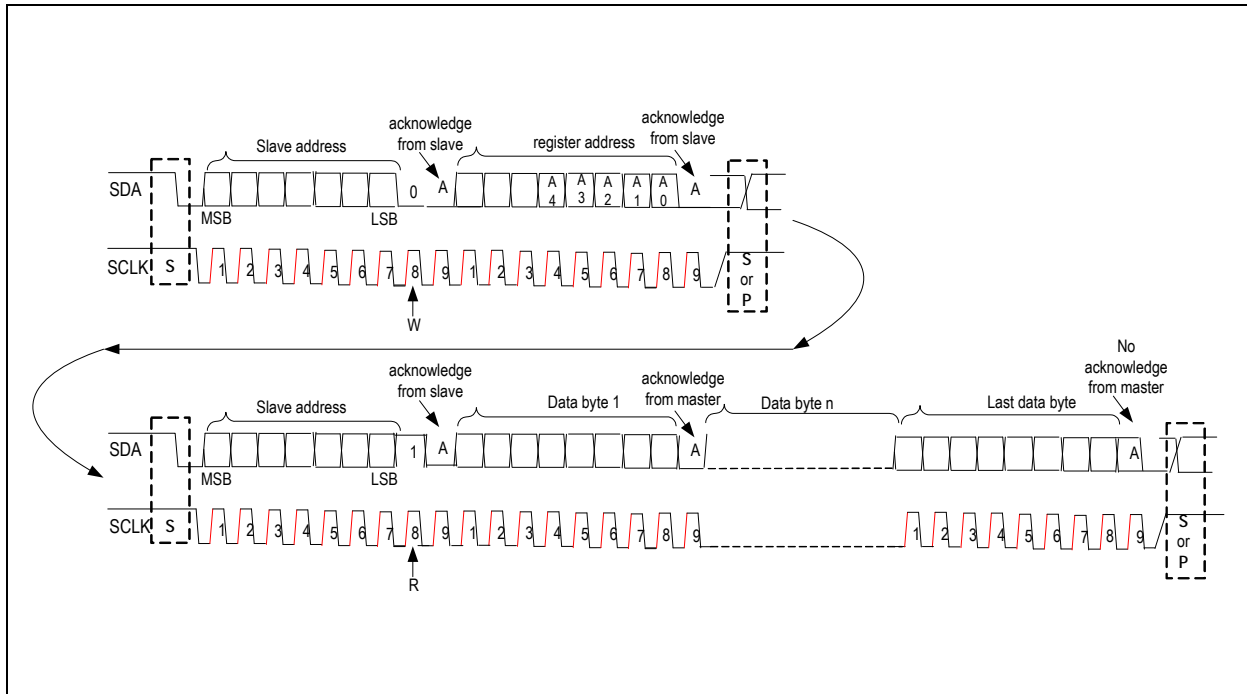 acknowledge
from slave
acknowledge
from slave
Slave address
register address
SDA
0
A
A
4
A
3
A
2
A
1
A
0
A
MSB
LSB
SCLK
S
1 2 3 4 5 6 7 8 9 1 2 3 4 5 6 7 8 9
S
or
P
W
No
acknowledge
from master
acknowledge
from slave
acknowledge
from master
Slave address
Data byte 1
Data byte n
Last data byte
SDA
1
A
A
A
MSB
LSB
SCLK
S
1 2 3 4 5 6 7 8 9 1 2 3 4 5 6 7 8 9
1 2 3 4 5 6 7 8 9
S
or
P
R